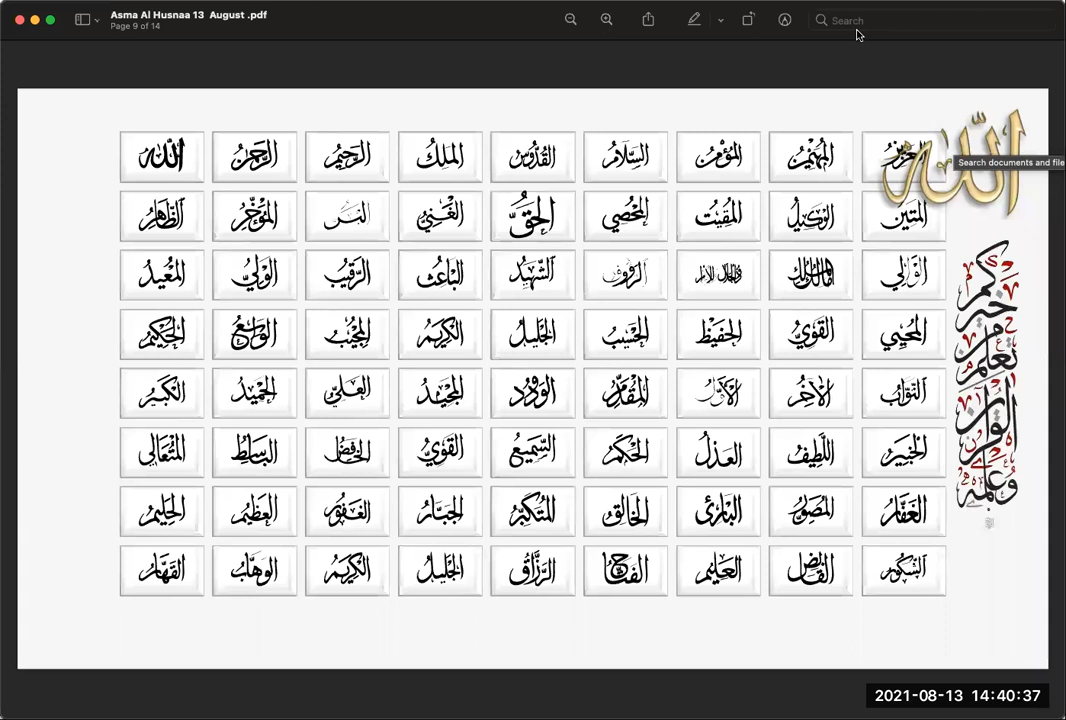 Asma Al Husnaa 13 August .pdf
Page 9 of 14
Search
الله الرحمن الرحيم الملك القدوس السلام المؤمن المهيمن
الله
Search documents and file
الظاهر المؤخر الغني الحق المحصي المقيت الوكيل المتين
المعيد الولي الرقيب الباعث الشهيد الرؤوف مالك الملك الوالي
الحكيم الواسع المجيب الكريم الجليل الحسيب الحفيظ القوي المحيي
الكبير الحميد العلي المجيد الودود المقدم الأول الآخر التواب
المتعالي الباسط الخافض القوي السميع الحكم العدل اللطيف الخبير
الحليم العظيم الغفور الجبار المتكبر الخالق البارئ المصور الغفار
القهار الوهاب الكريم الجليل الرزاق الفتاح العليم القابض الشكور
خيركم
تعلم
القرآن
وعلمه
2021-08-13 14:40:37